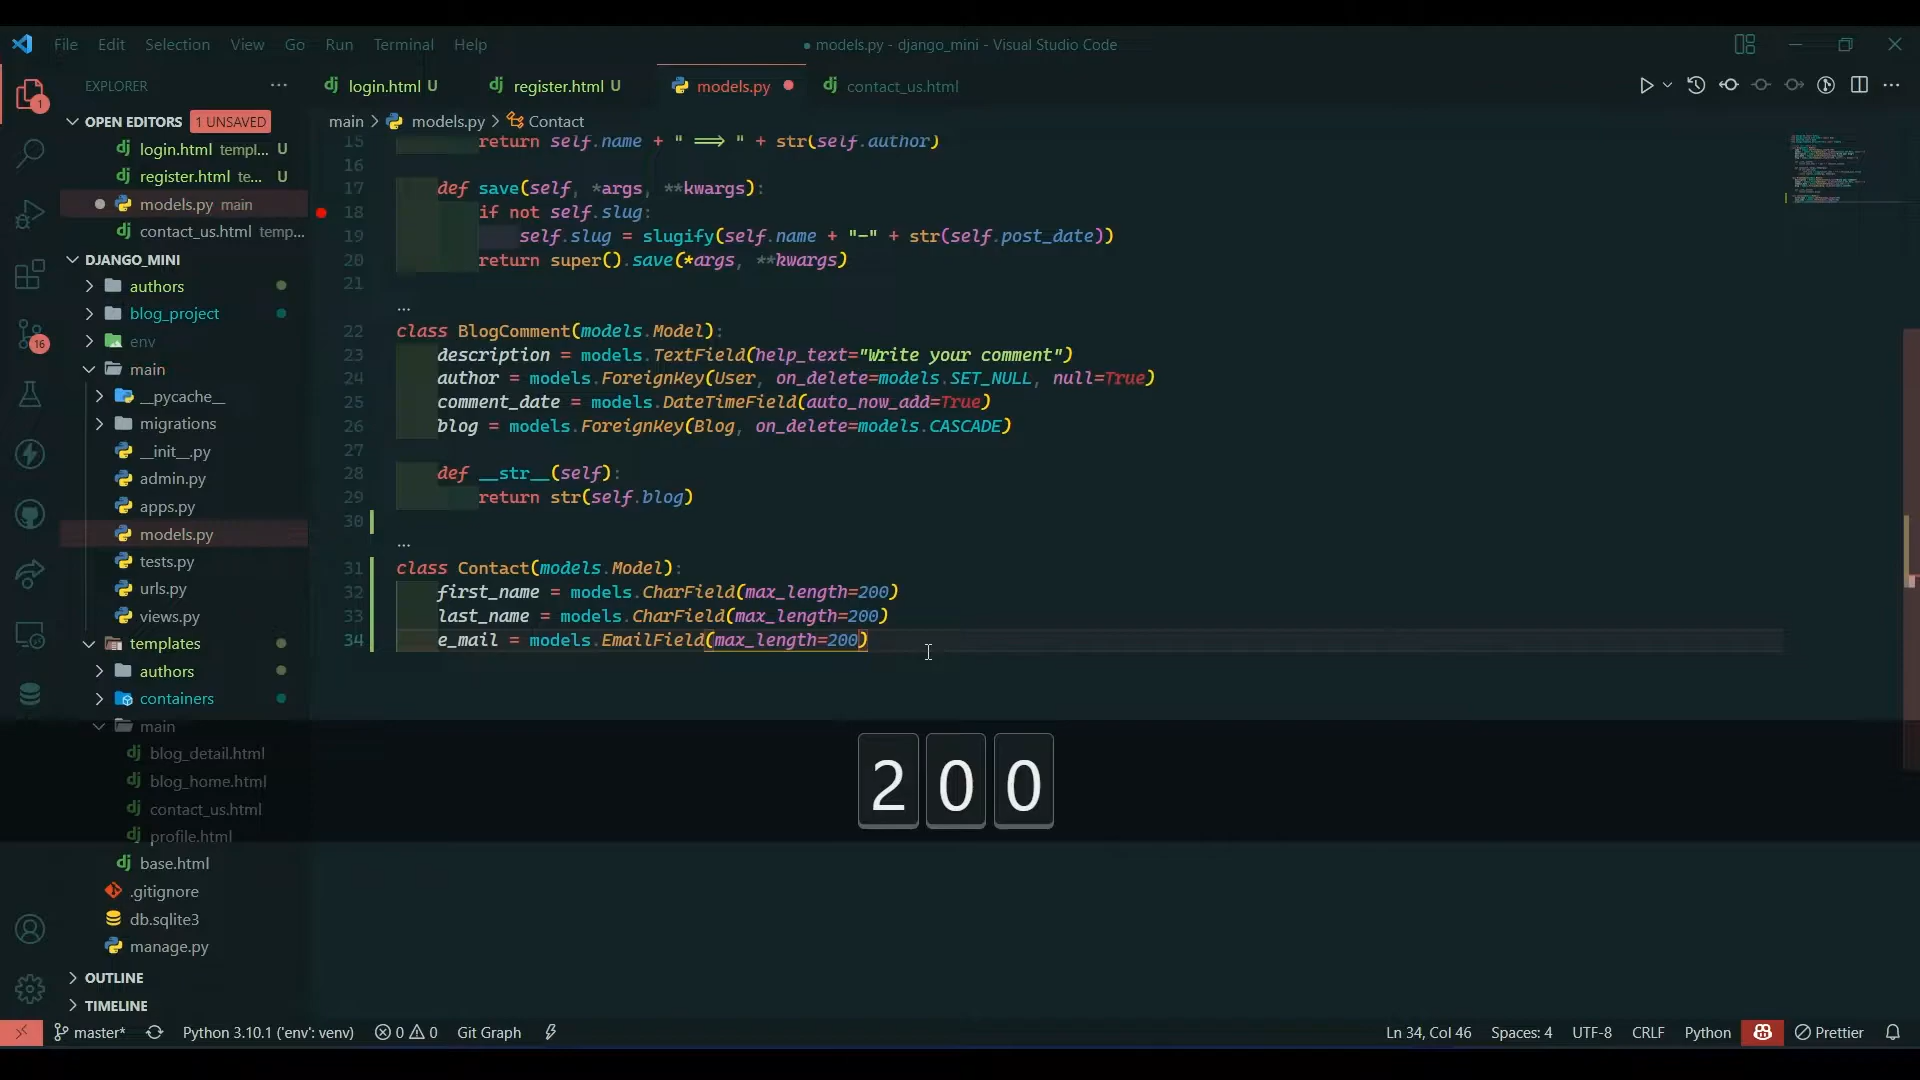 File Edit Selection View Go Run Terminal Help
● models.py - django_mini - Visual Studio Code
EXPLORER ...
login.html U register.html U models.py contact_us.html
1
OPEN EDITORS 1 UNSAVED
main > models.py > Contact
login.html templ... U
register.html te... U
models.py main
contact_us.html temp...
DJANGO_MINI
authors
blog_project
env
16
main
__pycache__
migrations
__init__.py
admin.py
apps.py
models.py
tests.py
urls.py
views.py
templates
authors
containers
main
blog_detail.html
blog_home.html
contact_us.html
profile.html
base.html
.gitignore
db.sqlite3
manage.py
OUTLINE
TIMELINE
15 return self.name + " ==> " + str(self.author)
16
17 def save(self, *args, **kwargs):
18 if not self.slug:
19 self.slug = slugify(self.name + "-" + str(self.post_date))
20 return super().save(*args, **kwargs)
21
...
22 class BlogComment(models.Model):
23 description = models.TextField(help_text="Write your comment")
24 author = models.ForeignKey(User, on_delete=models.SET_NULL, null=True)
25 comment_date = models.DateTimeField(auto_now_add=True)
26 blog = models.ForeignKey(Blog, on_delete=models.CASCADE)
27
28 def __str__(self):
29 return str(self.blog)
30
...
31 class Contact(models.Model):
32 first_name = models.CharField(max_length=200)
33 last_name = models.CharField(max_length=200)
34 e_mail = models.EmailField(max_length=200)
2 0 0
master* Python 3.10.1 ('env': venv) 0 0 Git Graph Ln 34, Col 46 Spaces: 4 UTF-8 CRLF Python Prettier